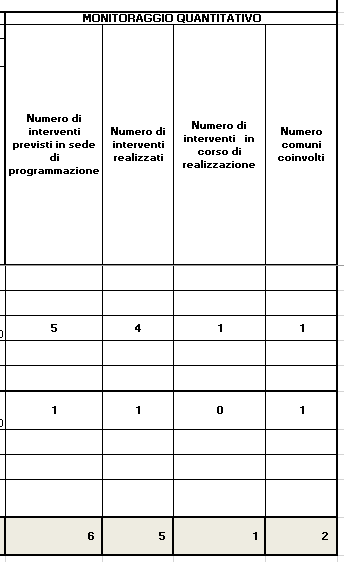 MONITORAGGIO QUANTITATIVO
Numero di
interventi
previsti in sede
di
programmazione
Numero di
interventi
realizzati
Numero di
interventi in
corso di
realizzazione
Numero
comuni
coinvolti
5 4 1 1
1 1 0 1
6 5 1 2